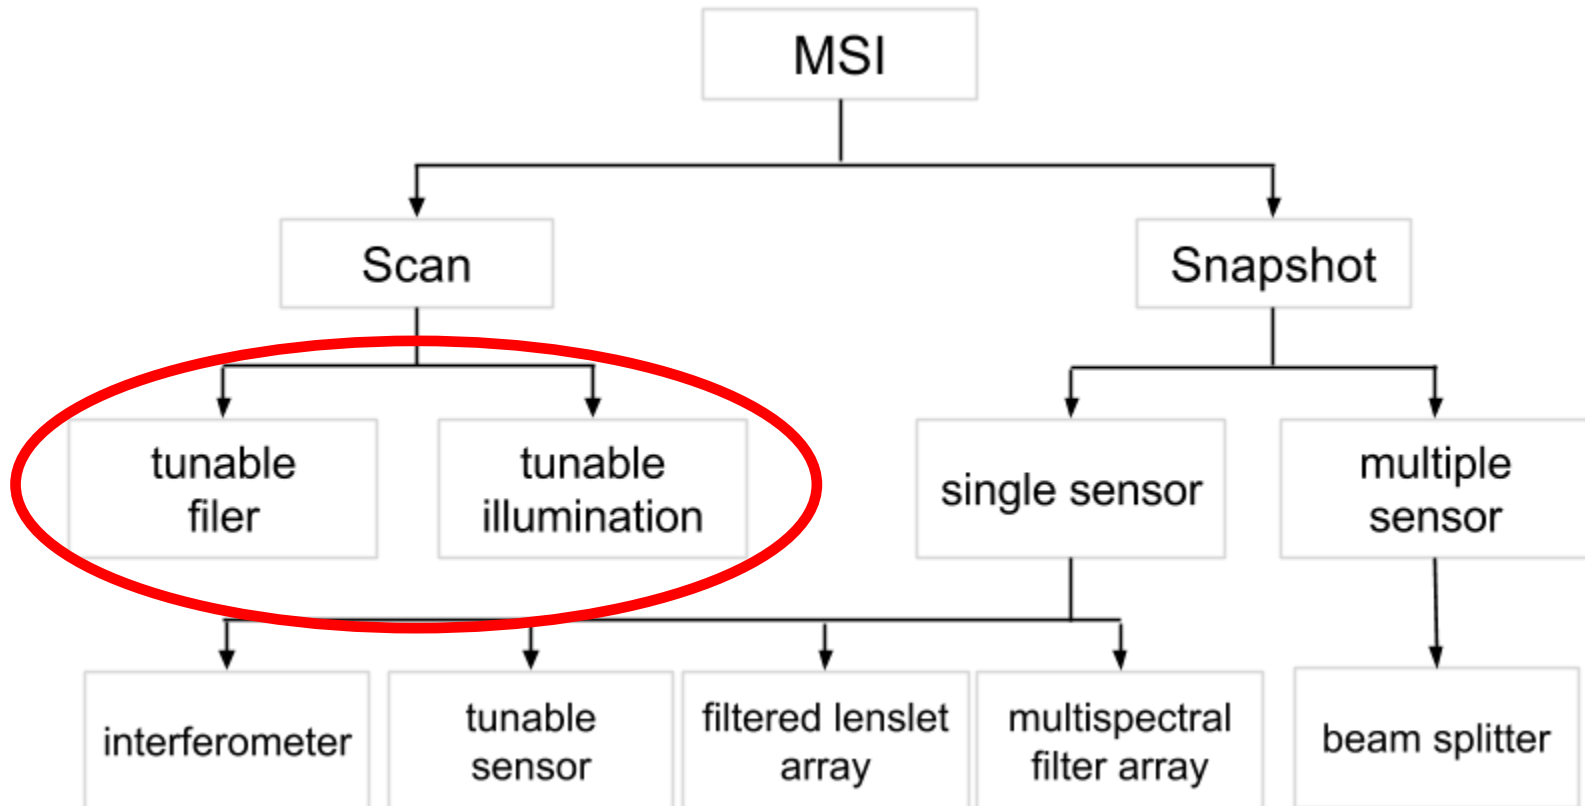 MSI
Scan
Snapshot
tunable
filer
tunable
illumination
single sensor
multiple
sensor
interferometer
tunable
sensor
filtered lenslet
array
multispectral
filter array
beam splitter